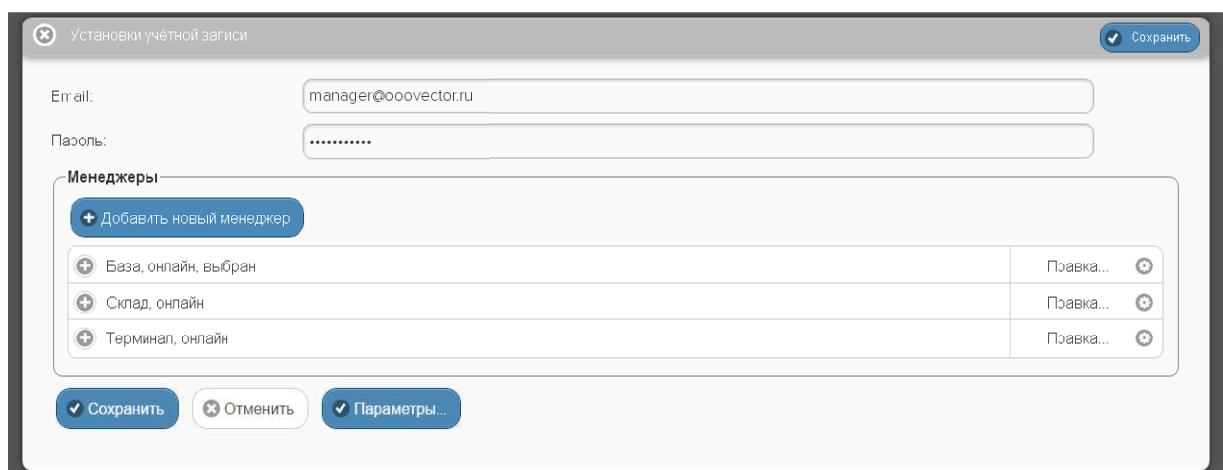 Установки учётной записи
Сохранить
Email:
manager@ooovector.ru
Пароль:
•••••••••••
Менеджеры
Добавить новый менеджер
База, онлайн, выбран
Правка...
Склад, онлайн
Правка...
Терминал, онлайн
Правка...
Сохранить
Отменить
Параметры...